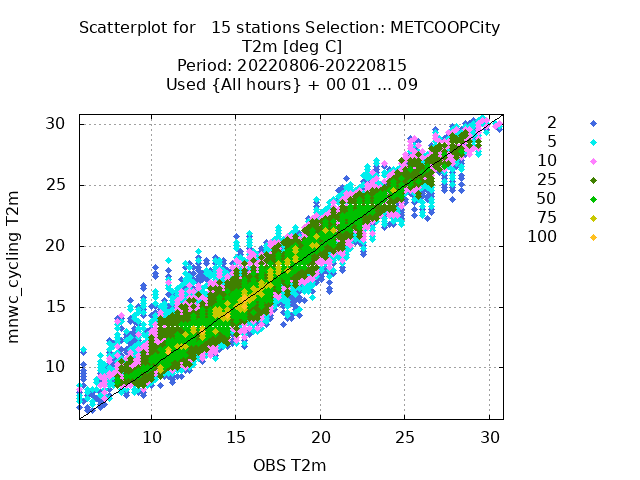 Scatterplot for   15 stations Selection: METCOOPCity
T2m [deg C]
Period: 20220806-20220815
Used {All hours} + 00 01 ... 09
mnwc_cycling T2m
30
25
20
15
10
10 15 20 25 30
OBS T2m
2
5
10
25
50
75
100